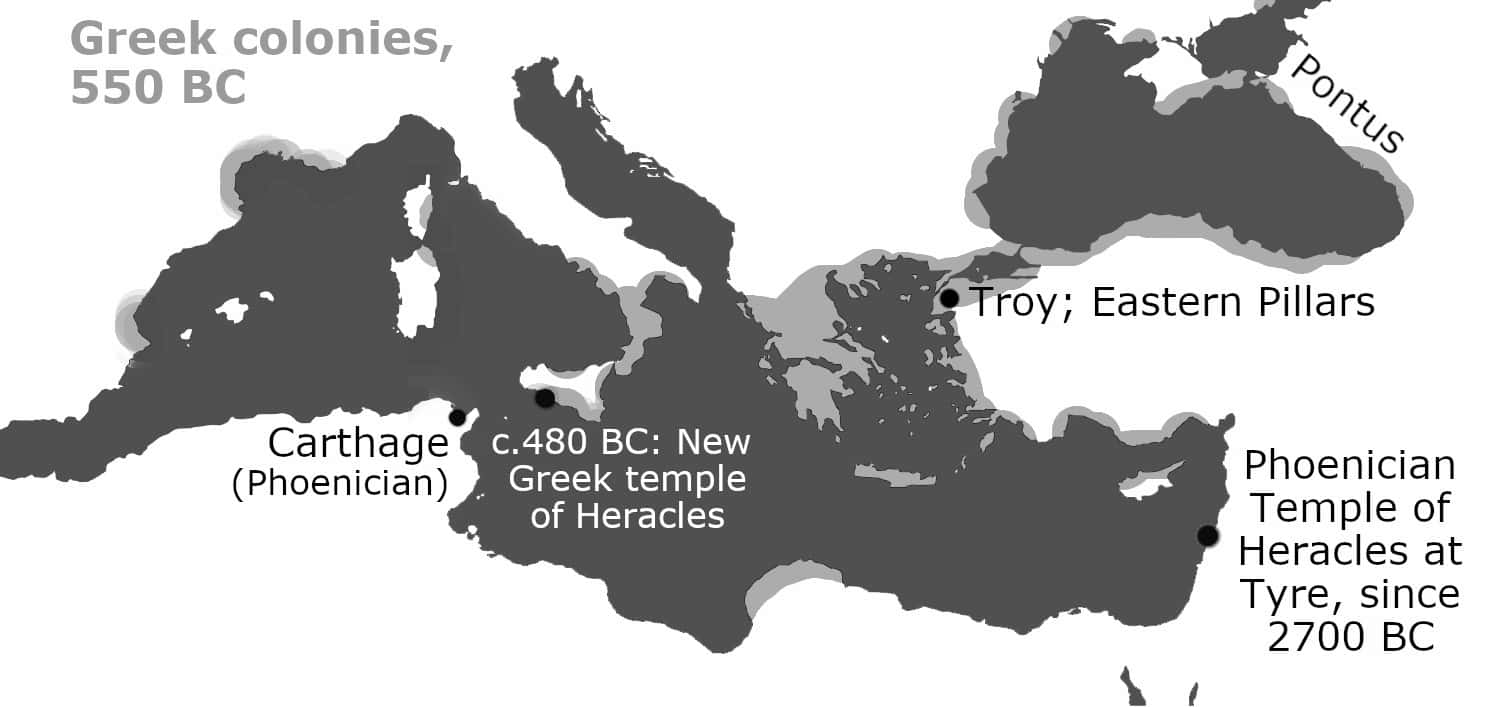 Greek colonies,
550 BC
Pontus
Troy; Eastern Pillars
Carthage
(Phoenician)
c.480 BC: New
Greek temple
of Heracles
Phoenician
Temple of
Heracles at
Tyre, since
2700 BC